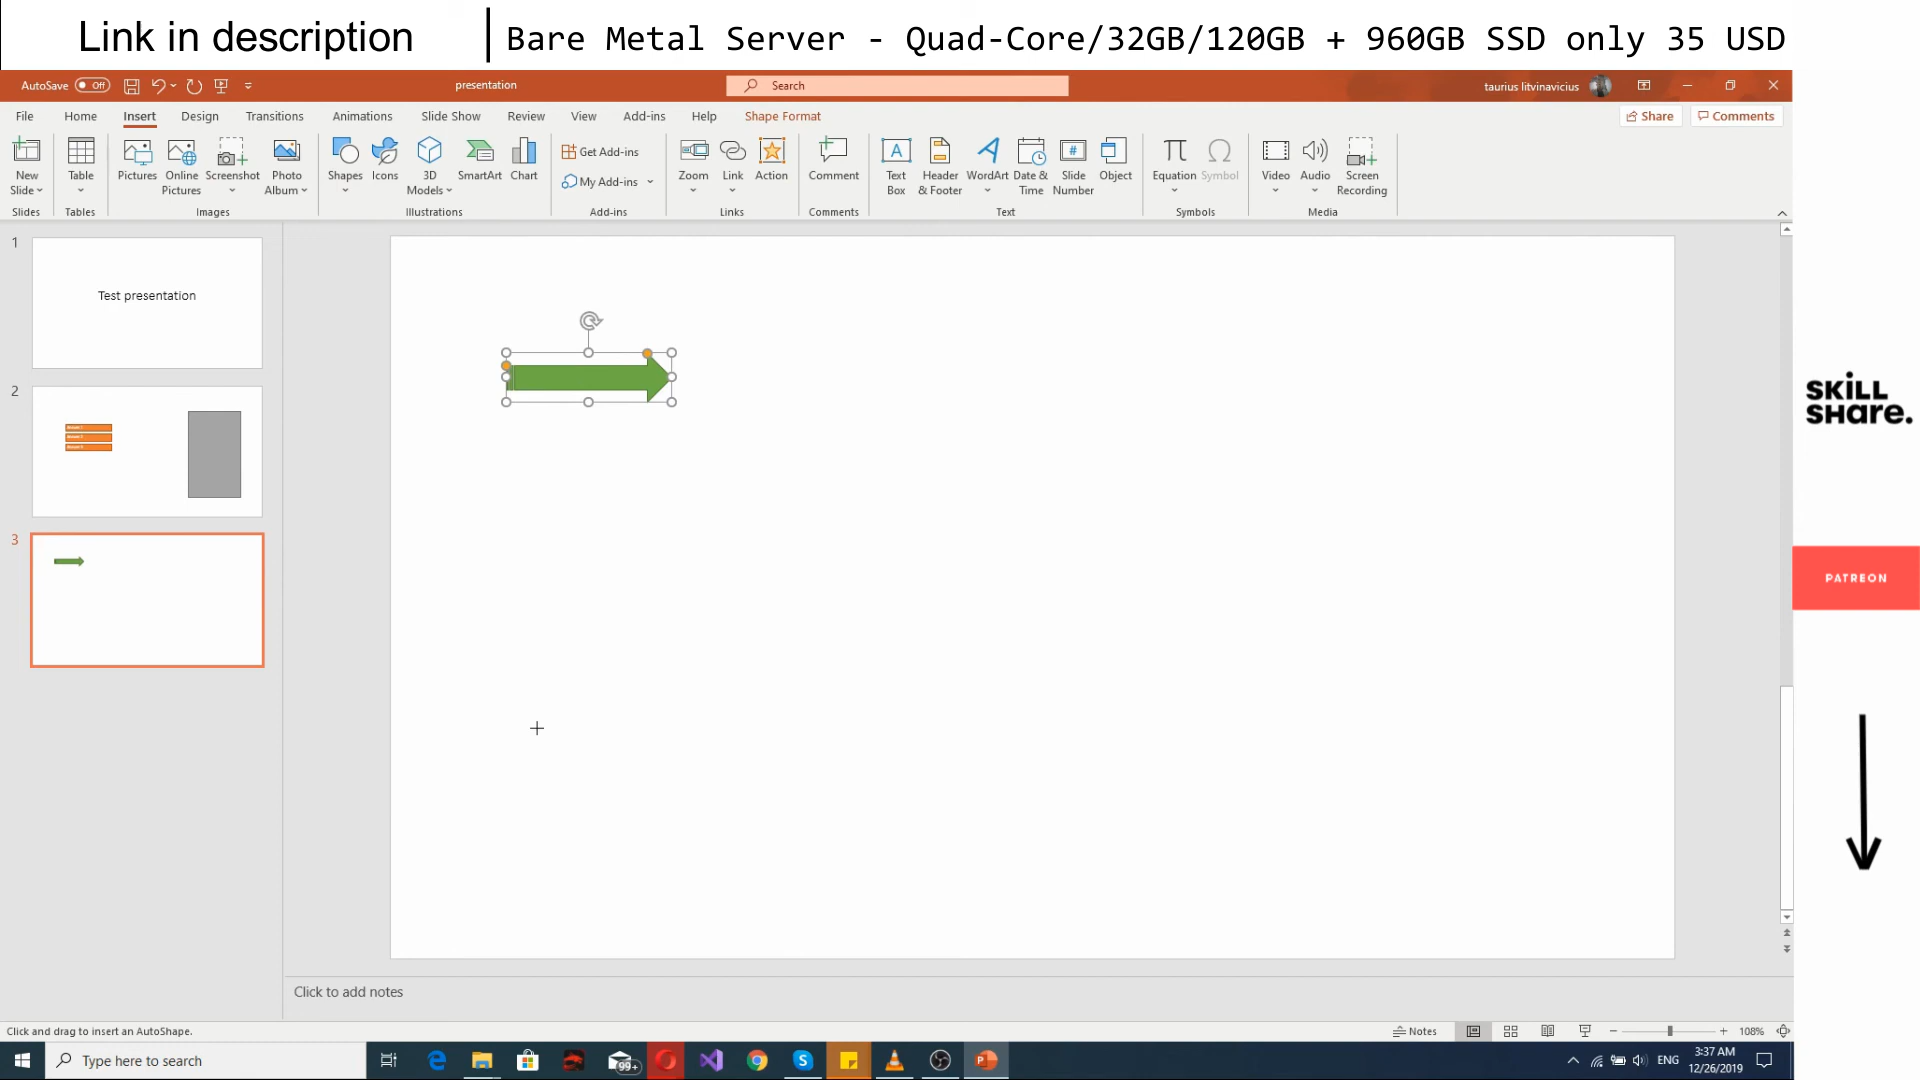 Link in description
Bare Metal Server - Quad-Core/32GB/120GB + 960GB SSD only 35 USD
AutoSave Off
presentation
Search
taurius litvinavicius
File Home Insert Design Transitions Animations Slide Show Review View Add-ins Help Shape Format
Share Comments
New Slide
Table
Pictures
Online Pictures
Screenshot
Photo Album
Shapes
Icons
3D Models
SmartArt
Chart
Get Add-ins
My Add-ins
Zoom
Link
Action
Comment
Text Box
Header & Footer
WordArt
Date & Time
Slide Number
Object
Equation
Symbol
Video
Audio
Screen Recording
Slides Tables Images Illustrations Add-ins Links Comments Text Symbols Media
1
Test presentation
2
3
SKILL
SHare.
PATREON
Click to add notes
Click and drag to insert an AutoShape.
Notes
108%
Type here to search
99+
ENG
3:37 AM
12/26/2019